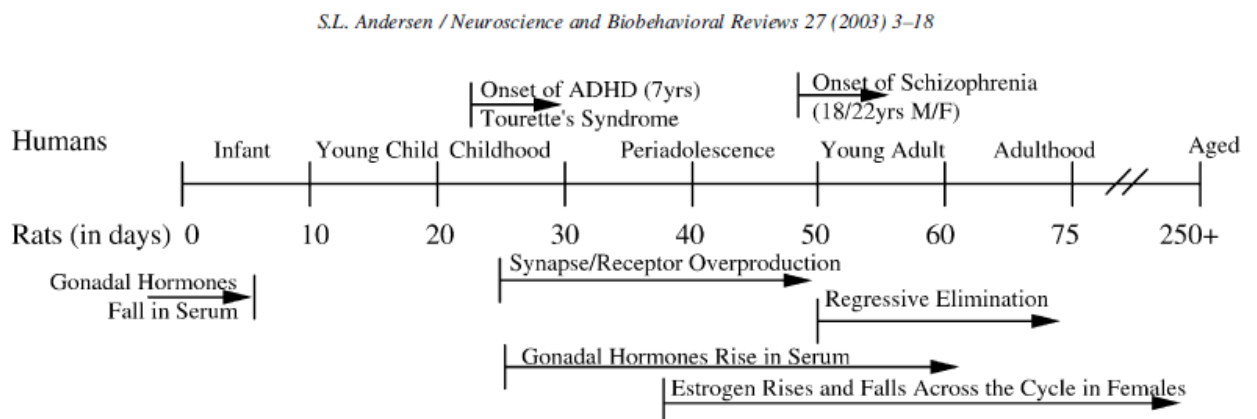 S.L. Andersen / Neuroscience and Biobehavioral Reviews 27 (2003) 3–18
Onset of ADHD (7yrs)
Tourette's Syndrome
Onset of Schizophrenia
(18/22yrs M/F)
Humans
Infant Young Child Childhood Periadolescence Young Adult Adulthood Aged
Rats (in days) 0 10 20 30 40 50 60 75 250+
Gonadal Hormones
Fall in Serum
Synapse/Receptor Overproduction
Regressive Elimination
Gonadal Hormones Rise in Serum
Estrogen Rises and Falls Across the Cycle in Females